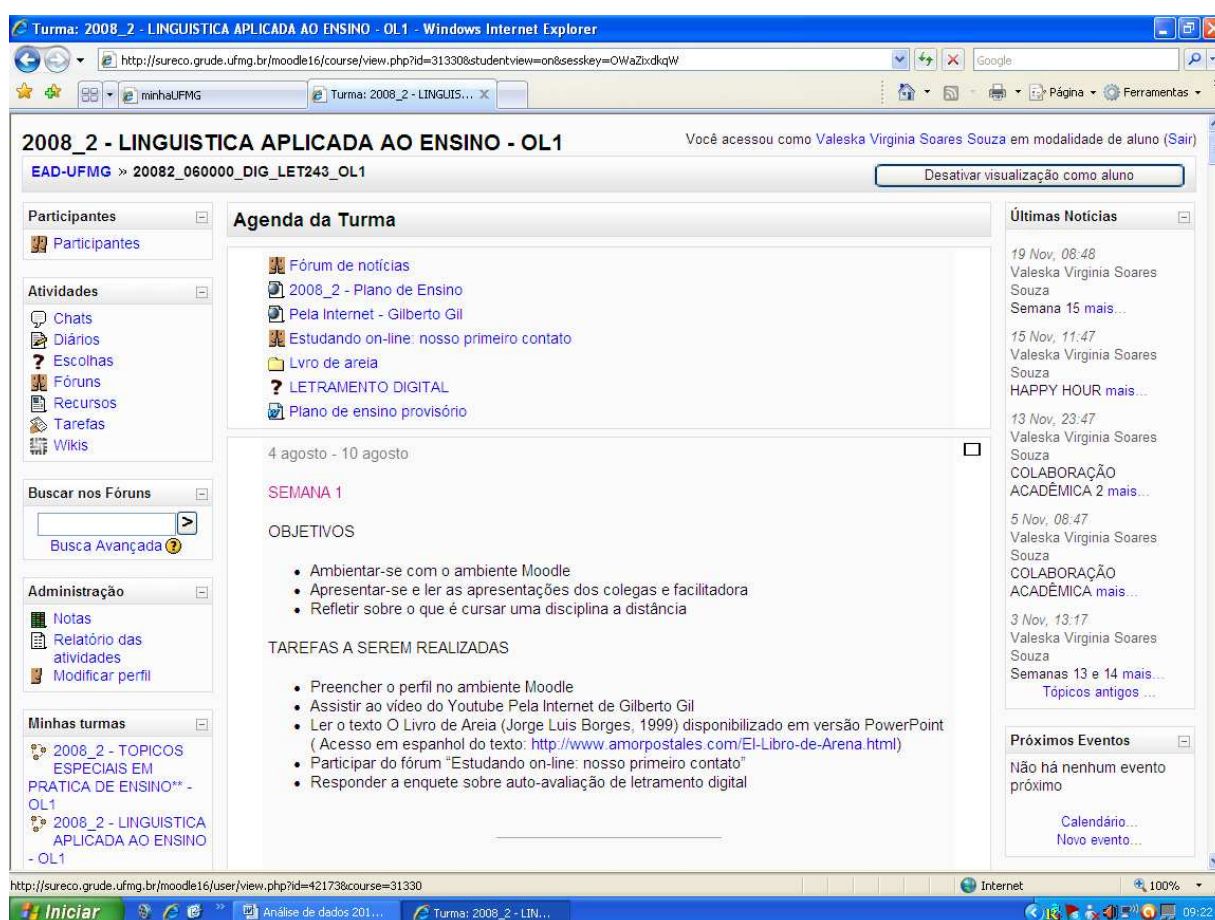 Turma: 2008_2 - LINGUISTICA APLICADA AO ENSINO - OL1 - Windows Internet Explorer
http://sureco.grude.ufmg.br/moodle16/course/view.php?id=31330&studentview=on&sesskey=OWaZixdkqW
Google
minhaUFMG
Turma: 2008_2 - LINGUIS...
Página
Ferramentas
2008_2 - LINGUISTICA APLICADA AO ENSINO - OL1
Você acessou como Valeska Virginia Soares Souza em modalidade de aluno (Sair)
EAD-UFMG » 20082_060000_DIG_LET243_OL1
Desativar visualização como aluno
Participantes
Participantes
Atividades
Chats
Diários
Escolhas
Fóruns
Recursos
Tarefas
Wikis
Buscar nos Fóruns
>
Busca Avançada ?
Administração
Notas
Relatório das
atividades
Modificar perfil
Minhas turmas
2008_2 - TOPICOS
ESPECIAIS EM
PRATICA DE ENSINO** -
OL1
2008_2 - LINGUISTICA
APLICADA AO ENSINO
- OL1
Agenda da Turma
Fórum de notícias
2008_2 - Plano de Ensino
Pela Internet - Gilberto Gil
Estudando on-line: nosso primeiro contato
Lvro de areia
? LETRAMENTO DIGITAL
Plano de ensino provisório
4 agosto - 10 agosto
SEMANA 1
OBJETIVOS
• Ambientar-se com o ambiente Moodle
• Apresentar-se e ler as apresentações dos colegas e facilitadora
• Refletir sobre o que é cursar uma disciplina a distância
TAREFAS A SEREM REALIZADAS
• Preencher o perfil no ambiente Moodle
• Assistir ao vídeo do Youtube Pela Internet de Gilberto Gil
• Ler o texto O Livro de Areia (Jorge Luis Borges, 1999) disponibilizado em versão PowerPoint
( Acesso em espanhol do texto: http://www.amorpostales.com/El-Libro-de-Arena.html)
• Participar do fórum “Estudando on-line: nosso primeiro contato”
• Responder a enquete sobre auto-avaliação de letramento digital
Últimas Notícias
19 Nov, 08:48
Valeska Virginia Soares
Souza
Semana 15 mais...
15 Nov, 11:47
Valeska Virginia Soares
Souza
HAPPY HOUR mais...
13 Nov, 23:47
Valeska Virginia Soares
Souza
COLABORAÇÃO
ACADÊMICA 2 mais...
5 Nov, 08:47
Valeska Virginia Soares
Souza
COLABORAÇÃO
ACADÊMICA mais...
3 Nov, 13:17
Valeska Virginia Soares
Souza
Semanas 13 e 14 mais...
Tópicos antigos ...
Próximos Eventos
Não há nenhum evento
próximo
Calendário...
Novo evento...
http://sureco.grude.ufmg.br/moodle16/user/view.php?id=42173&course=31330
Internet
100%
Iniciar
Análise de dados 201...
Turma: 2008_2 - LIN...
09:22